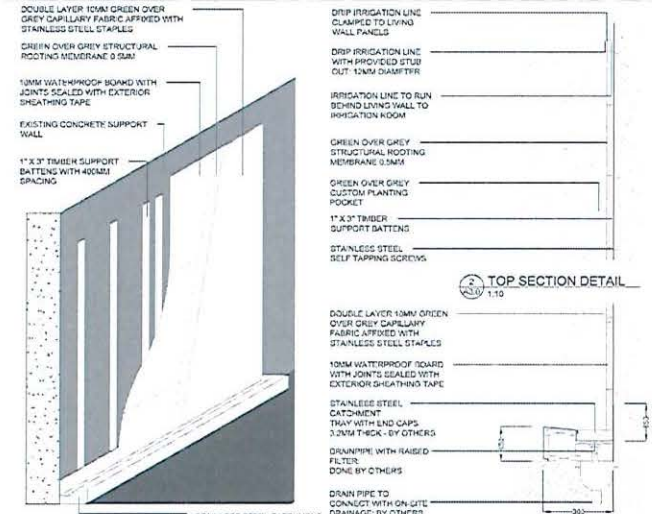 DOUBLE LAYER 10MM GREEN OVER
GREY CAPILLARY FABRIC AFFIXED WITH
STAINLESS STEEL STAPLES
GREEN OVER GREY STRUCTURAL
ROOTING MEMBRANE 0.5MM
10MM WATERPROOF BOARD WITH
JOINTS SEALED WITH EXTERIOR
SHEATHING TAPE
EXISTING CONCRETE SUPPORT
WALL
1" X 3" TIMBER SUPPORT
BATTENS WITH 400MM
SPACING
DRIP IRRIGATION LINE
CLAMPED TO LIVING
WALL PANELS
DRIP IRRIGATION LINE
WITH PROVIDED STUB
OUT: 12MM DIAMETER
IRRIGATION LINE TO RUN
BEHIND LIVING WALL TO
IRRIGATION ROOM
GREEN OVER GREY
STRUCTURAL ROOTING
MEMBRANE 0.5MM
GREEN OVER GREY
CUSTOM PLANTING
POCKET
1" X 3" TIMBER
SUPPORT BATTENS
STAINLESS STEEL
SELF TAPPING SCREWS
2 TOP SECTION DETAIL
1:10
DOUBLE LAYER 10MM GREEN
OVER GREY CAPILLARY
FABRIC AFFIXED WITH
STAINLESS STEEL STAPLES
10MM WATERPROOF BOARD
WITH JOINTS SEALED WITH
EXTERIOR SHEATHING TAPE
STAINLESS STEEL
CATCHMENT
TRAY WITH END CAPS
3.2MM THICK - BY OTHERS
DRAINPIPE WITH RAISED
FILTER:
DONE BY OTHERS
DRAIN PIPE TO
CONNECT WITH ON-SITE
DRAINAGE: BY OTHERS